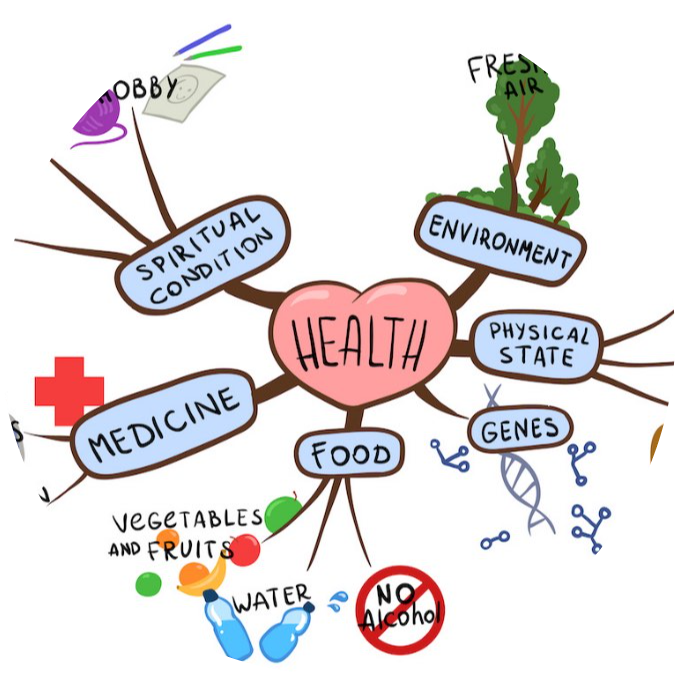 HOBBY
FRESH
AIR
SPIRITUAL
CONDITION
ENVIRONMENT
HEALTH
PHYSICAL
STATE
MEDICINE
GENES
FOOD
VEGETABLES
AND FRUITS
WATER
NO
Alcohol